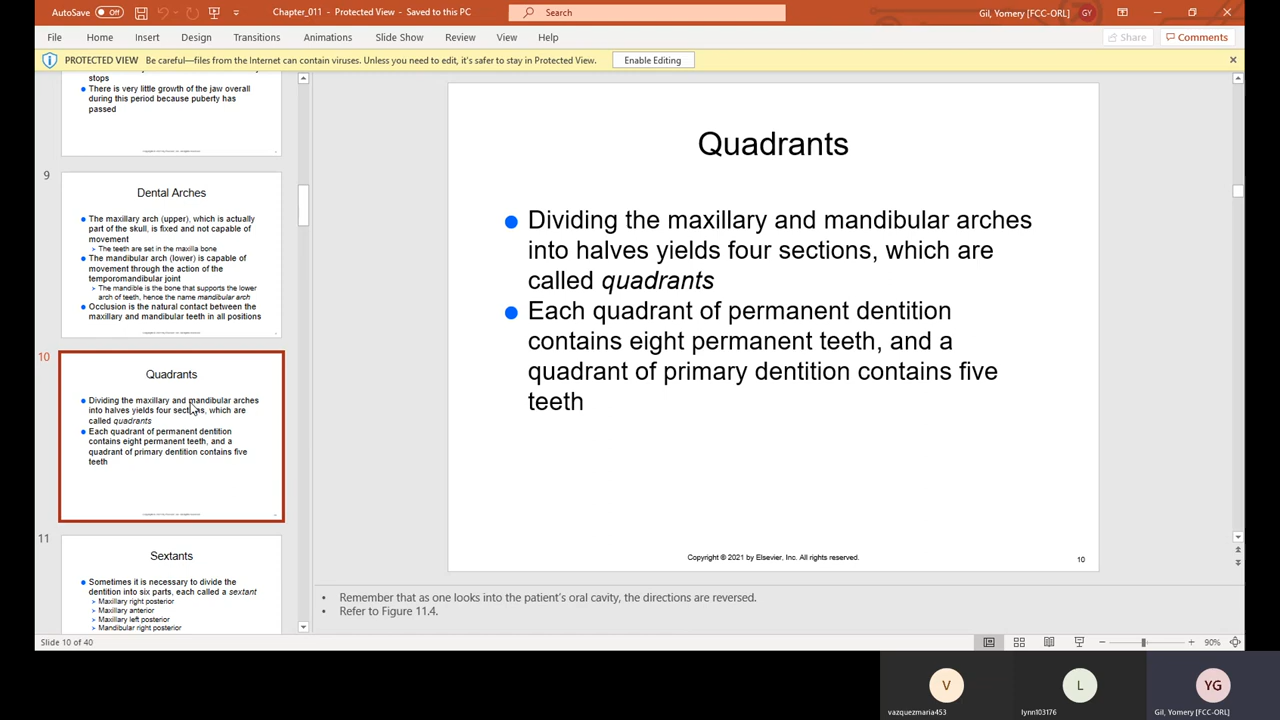 AutoSave Off Chapter_011 - Protected View - Saved to this PC Search Gil, Yomery [FCC-ORL] GY
File Home Insert Design Transitions Animations Slide Show Review View Help Share Comments
PROTECTED VIEW Be careful—files from the Internet can contain viruses. Unless you need to edit, it's safer to stay in Protected View. Enable Editing
stops
There is very little growth of the jaw overall
during this period because puberty has
passed
9
Dental Arches
The maxillary arch (upper), which is actually
part of the skull, is fixed and not capable of
movement
The teeth are set in the maxilla bone
The mandibular arch (lower) is capable of
movement through the action of the
temporomandibular joint
The mandible is the bone that supports the lower
arch of teeth, hence the name mandibular arch
Occlusion is the natural contact between the
maxillary and mandibular teeth in all positions
10
Quadrants
Dividing the maxillary and mandibular arches
into halves yields four sections, which are
called quadrants
Each quadrant of permanent dentition
contains eight permanent teeth, and a
quadrant of primary dentition contains five
teeth
11
Sextants
Sometimes it is necessary to divide the
dentition into six parts, each called a sextant
Maxillary right posterior
Maxillary anterior
Maxillary left posterior
Mandibular right posterior
Quadrants
Dividing the maxillary and mandibular arches
into halves yields four sections, which are
called quadrants
Each quadrant of permanent dentition
contains eight permanent teeth, and a
quadrant of primary dentition contains five
teeth
Copyright © 2021 by Elsevier, Inc. All rights reserved. 10
Remember that as one looks into the patient's oral cavity, the directions are reversed.
Refer to Figure 11.4.
Slide 10 of 40 90%
V L YG
vazquezmaria453 lynn103176 Gil, Yomery [FCC-ORL]